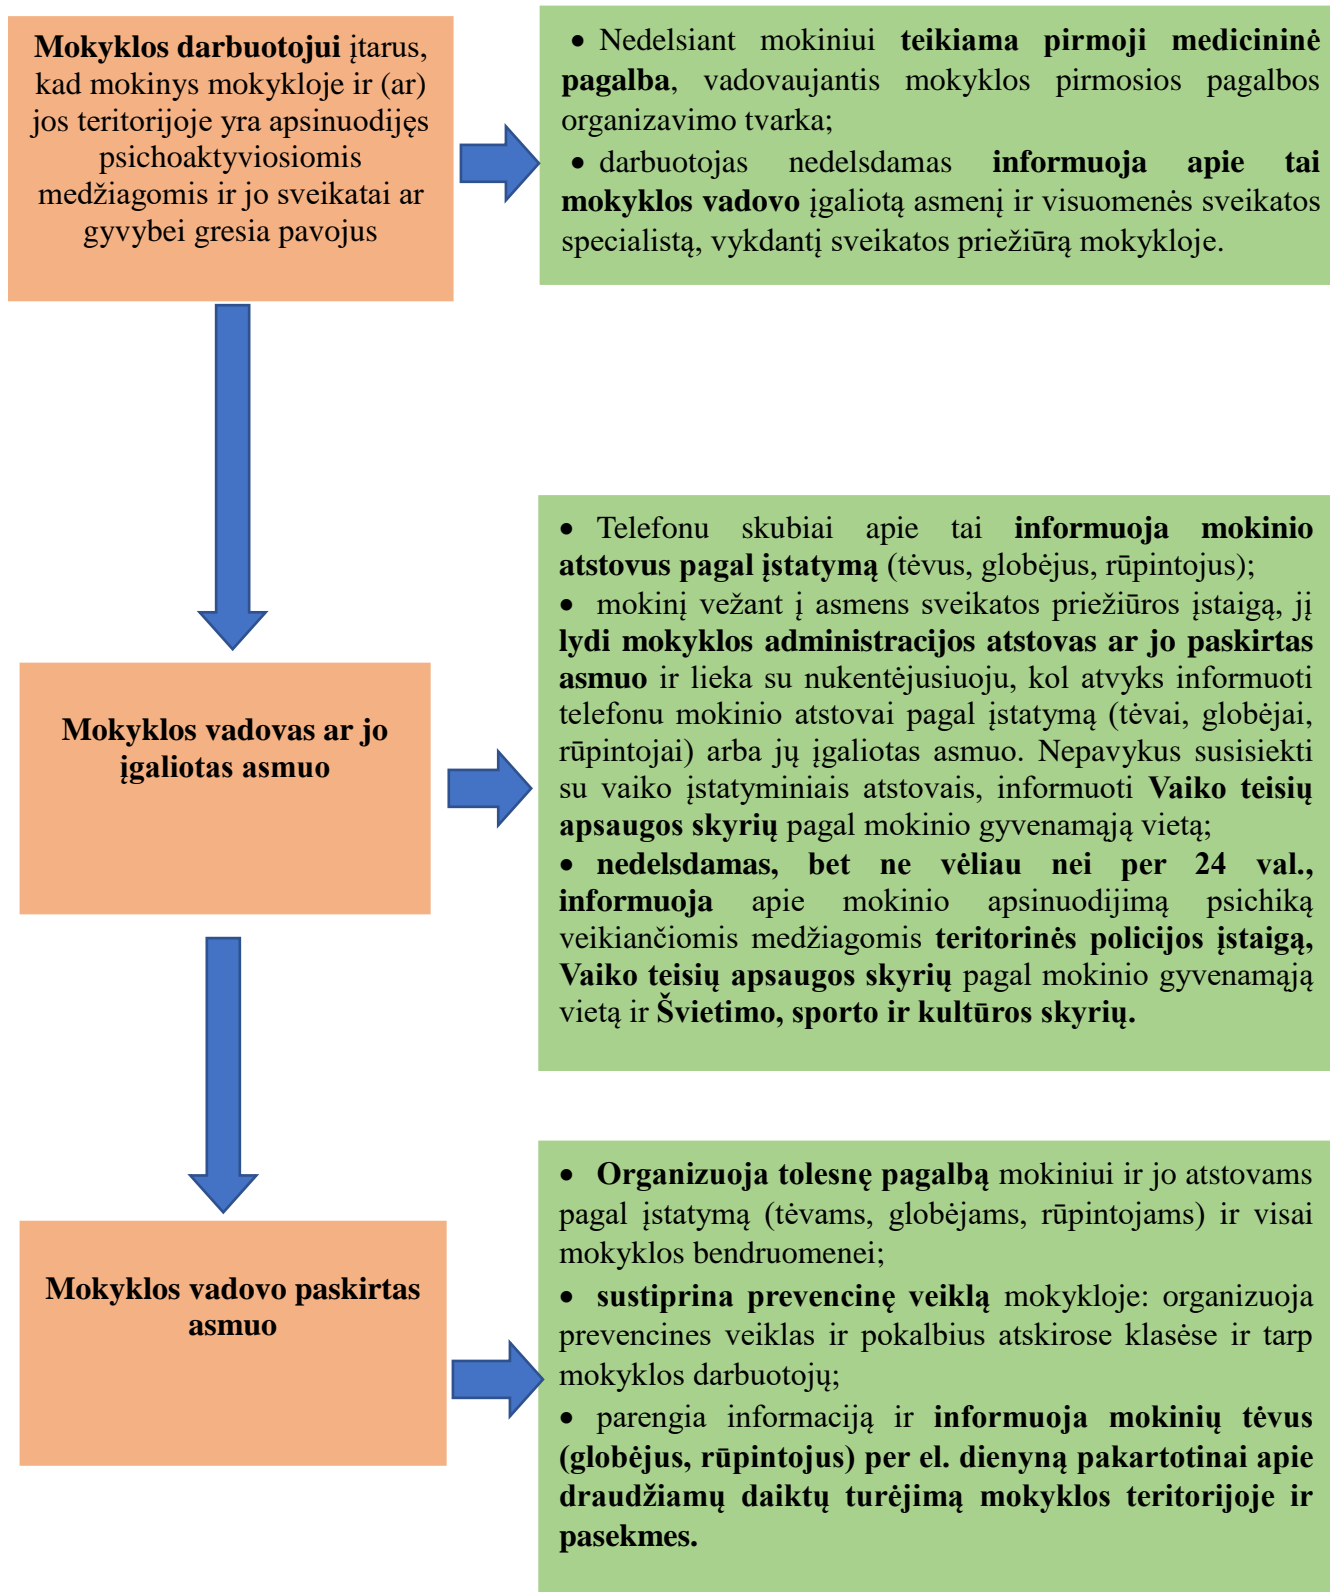 Mokyklos darbuotojui įtarus,
kad mokinys mokykloje ir (ar)
jos teritorijoje yra apsinuodijęs
psichoaktyviosiomis
medžiagomis ir jo sveikatai ar
gyvybei gresia pavojus
• Nedelsiant mokiniui teikiama pirmoji medicininė
pagalba, vadovaujantis mokyklos pirmosios pagalbos
organizavimo tvarka;
• darbuotojas nedelsdamas informuoja apie tai
mokyklos vadovo įgaliotą asmenį ir visuomenės sveikatos
specialistą, vykdantį sveikatos priežiūrą mokykloje.
Mokyklos vadovas ar jo
įgaliotas asmuo
• Telefonu skubiai apie tai informuoja mokinio
atstovus pagal įstatymą (tėvus, globėjus, rūpintojus);
• mokinį vežant į asmens sveikatos priežiūros įstaigą, jį
lydi mokyklos administracijos atstovas ar jo paskirtas
asmuo ir lieka su nukentėjusiuoju, kol atvyks informuoti
telefonu mokinio atstovai pagal įstatymą (tėvai, globėjai,
rūpintojai) arba jų įgaliotas asmuo. Nepavykus susisiekti
su vaiko įstatyminiais atstovais, informuoti Vaiko teisių
apsaugos skyrių pagal mokinio gyvenamąją vietą;
• nedelsdamas, bet ne vėliau nei per 24 val.,
informuoja apie mokinio apsinuodijimą psichiką
veikiančiomis medžiagomis teritorinės policijos įstaigą,
Vaiko teisių apsaugos skyrių pagal mokinio gyvenamąją
vietą ir Švietimo, sporto ir kultūros skyrių.
Mokyklos vadovo paskirtas
asmuo
• Organizuoja tolesnę pagalbą mokiniui ir jo atstovams
pagal įstatymą (tėvams, globėjams, rūpintojams) ir visai
mokyklos bendruomenei;
• sustiprina prevencinę veiklą mokykloje: organizuoja
prevencines veiklas ir pokalbius atskirose klasėse ir tarp
mokyklos darbuotojų;
• parengia informaciją ir informuoja mokinių tėvus
(globėjus, rūpintojus) per el. dienyną pakartotinai apie
draudžiamų daiktų turėjimą mokyklos teritorijoje ir
pasekmes.